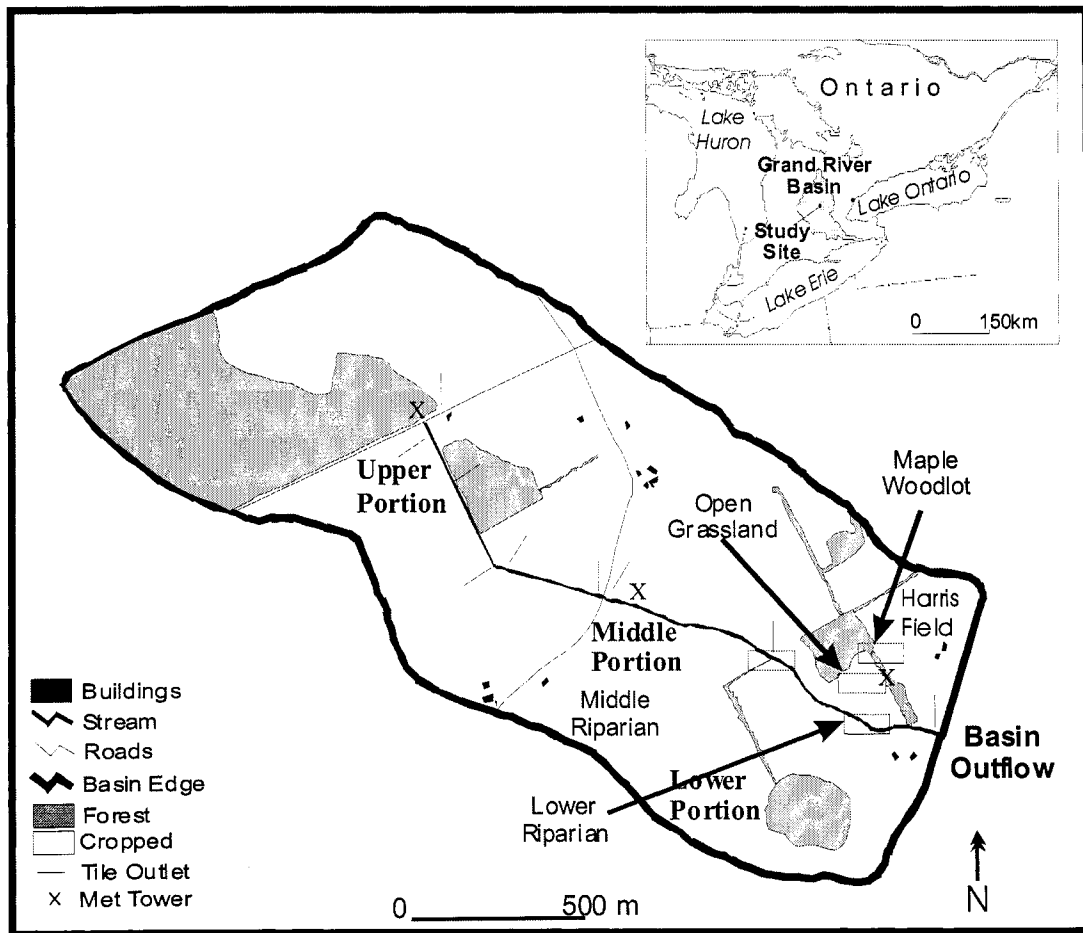 Ontario
Lake
Huron
Grand River
Basin
Lake Ontario
Study
Site
Lake Erie
0 150km
X
Upper
Portion
Maple
Woodlot
Open
Grassland
X
Harris
Field
Middle
Portion
X
Middle
Riparian
Basin
Outflow
Lower
Portion
Lower
Riparian
Buildings
Stream
Roads
Basin Edge
Forest
Cropped
Tile Outlet
X Met Tower
0 500 m
N